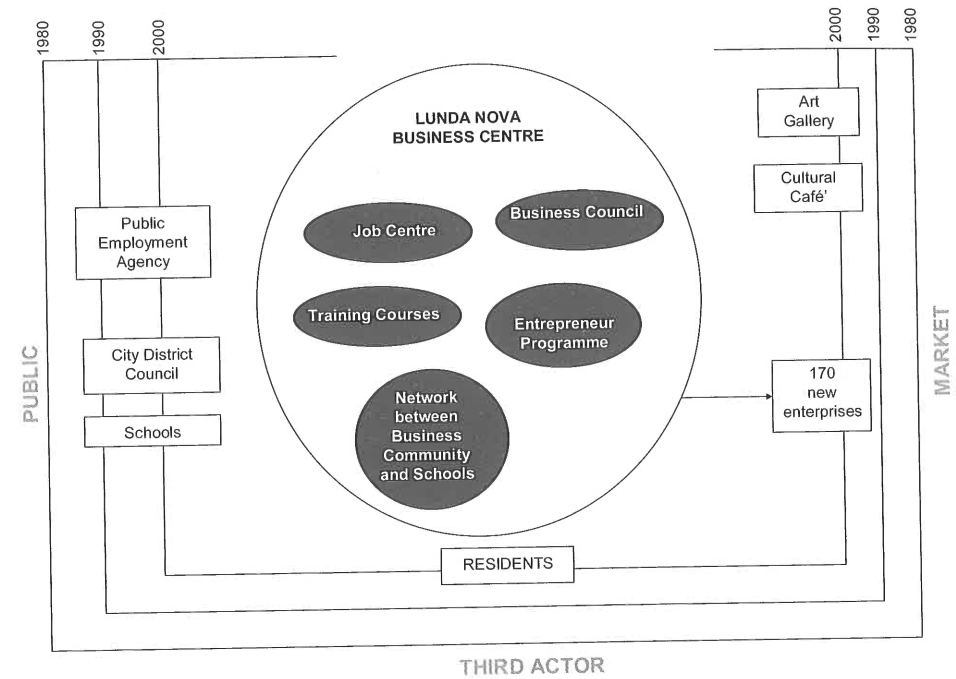 1980
1990
2000
2000
1990
1980
LUNDA NOVA
BUSINESS CENTRE
Art
Gallery
Cultural
Café'
Public
Employment
Agency
Job Centre
Business Council
Training Courses
Entrepreneur
Programme
City District
Council
Schools
Network
between
Business
Community
and Schools
170
new
enterprises
RESIDENTS
PUBLIC
MARKET
THIRD ACTOR